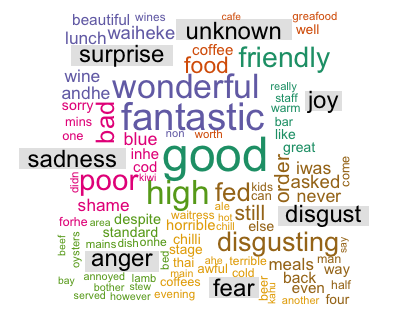 beautiful wines cafe greafood
lunch waiheke unknown well
surprise coffee
wine food friendly
andhe wonderful really
sorry staff joy
mins bad fantastic warm
one bar
blue non worth like
inhe good great
sadness cod
didn poor kiwi high fed kids can order iwas come
shame asked
never
forhe area despite waitress ale still disgust
standard horrible hot chill else
beef oysters mains dish onhe chilli disgusting say
anger bed stage ahe terrible meals man
thai awful cold way
bay annoyed lamb main beer kahu back
bother stew coffees fear even half
served however evening another four